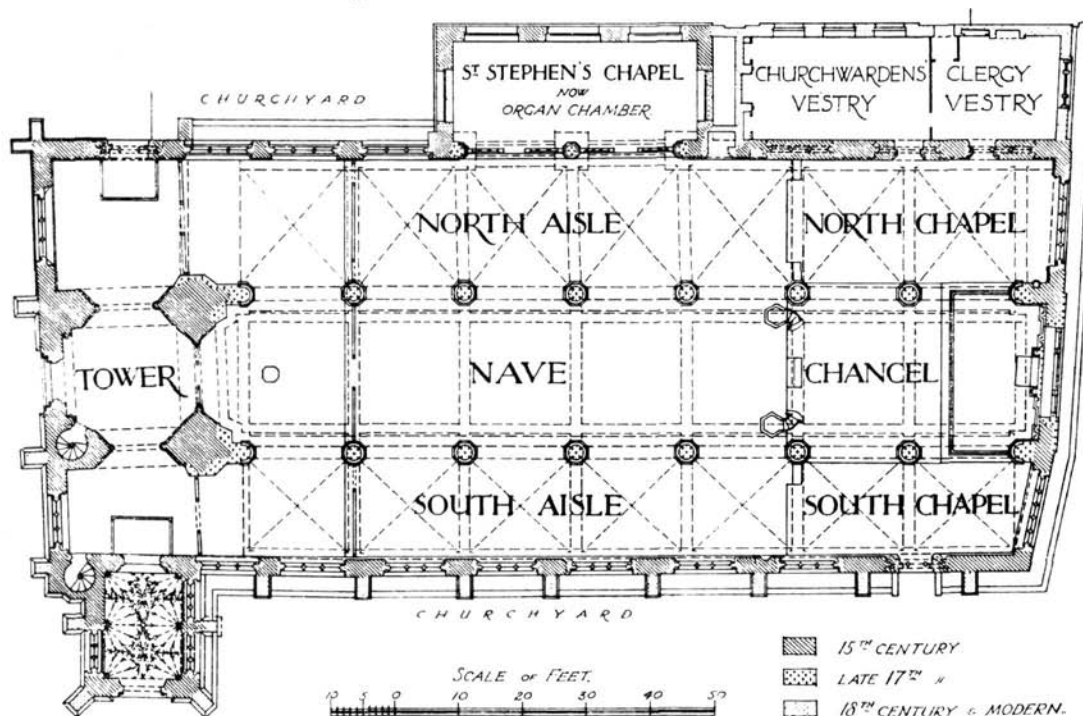 ST STEPHEN'S CHAPEL
NOW
ORGAN CHAMBER
CHURCHWARDENS'
VESTRY
CLERGY
VESTRY
CHURCHYARD
NORTH AISLE
NORTH CHAPEL
TOWER
NAVE
CHANCEL
SOUTH AISLE
SOUTH CHAPEL
CHURCHYARD
15TH CENTURY
LATE 17TH "
18TH CENTURY & MODERN.
SCALE OF FEET.
10 5 0 10 20 30 40 50